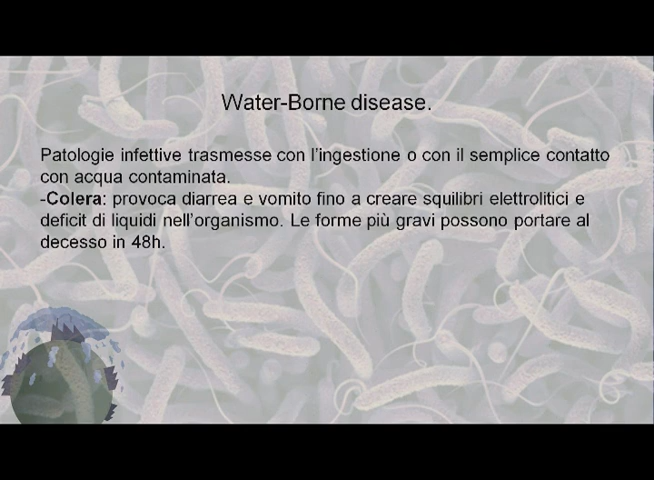 Water-Borne disease.
Patologie infettive trasmesse con l'ingestione o con il semplice contatto
con acqua contaminata.
-Colera: provoca diarrea e vomito fino a creare squilibri elettrolitici e
deficit di liquidi nell'organismo. Le forme più gravi possono portare al
decesso in 48h.